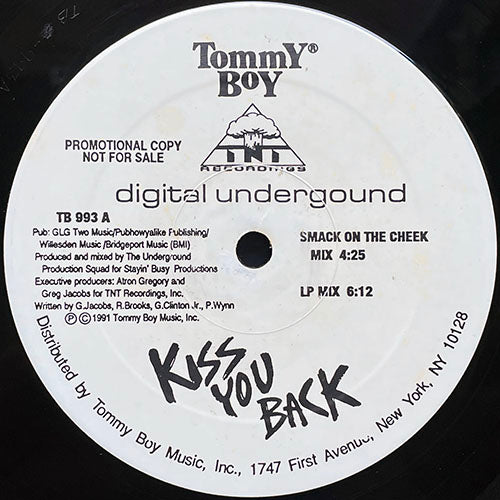 Tommy®
Boy
PROMOTIONAL COPY
NOT FOR SALE
TNT
RECORDINGS
digital undergound
TB 993 A
Pub: GLG Two Music/Pubhowyalike Publishing/
Willesden Music /Bridgeport Music (BMI)
Produced and mixed by The Underground
Production Squad for Stayin' Busy Productions
Executive producers: Atron Gregory and
Greg Jacobs for TNT Recordings, Inc.
Written by G.Jacobs, R.Brooks, G.Clinton Jr., P.Wynn
℗ © 1991 Tommy Boy Music, Inc.
SMACK ON THE CHEEK
MIX 4:25
LP MIX 6:12
KISS
YOU
BACK
Distributed by Tommy Boy Music, Inc., 1747 First Avenue, New York, NY 10128